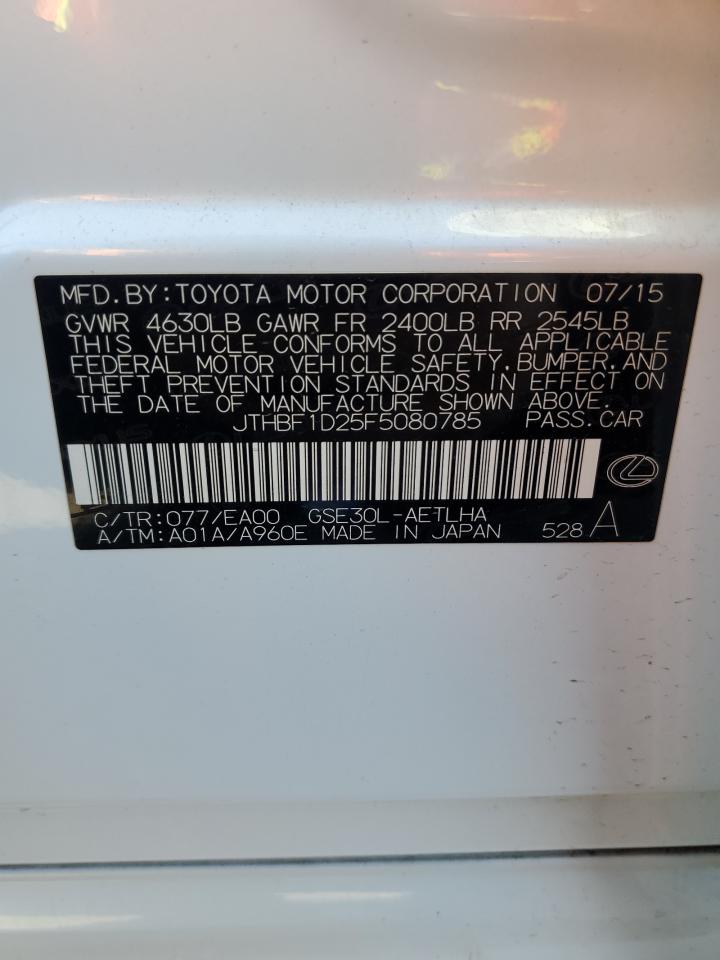 MFD.BY:TOYOTA MOTOR CORPORATION 07/15
GVWR 4630LB GAWR FR 2400LB RR 2545LB
THIS VEHICLE CONFORMS TO ALL APPLICABLE
FEDERAL MOTOR VEHICLE SAFETY,BUMPER,AND
THEFT PREVENTION STANDARDS IN EFFECT ON
THE DATE OF MANUFACTURE SHOWN ABOVE.
JTHBF1D25F5080785 PASS.CAR
C/TR:077/EA00 GSE30L-AETLHA
A/TM:A01A/A960E MADE IN JAPAN 528 A